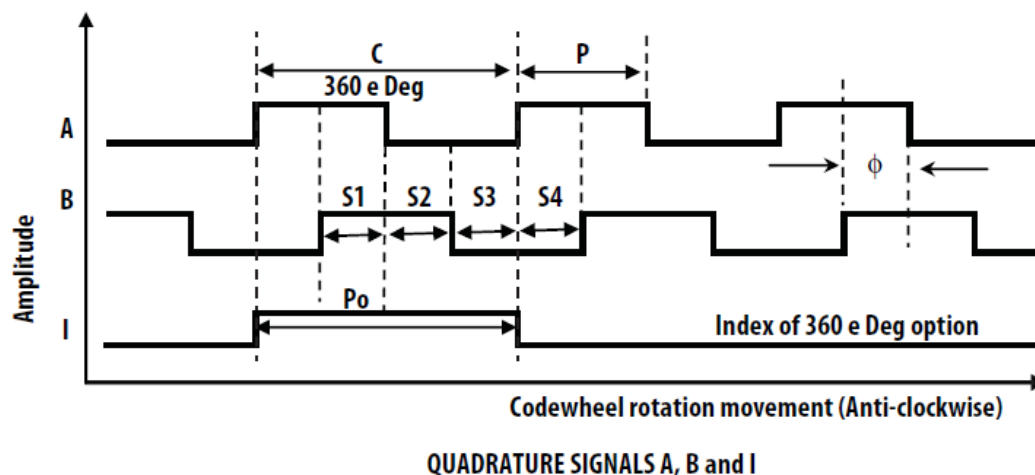 C
P
360 e Deg
A
ϕ
B
S1 S2 S3 S4
Amplitude
Po
I
Index of 360 e Deg option
Codewheel rotation movement (Anti-clockwise)
QUADRATURE SIGNALS A, B and I